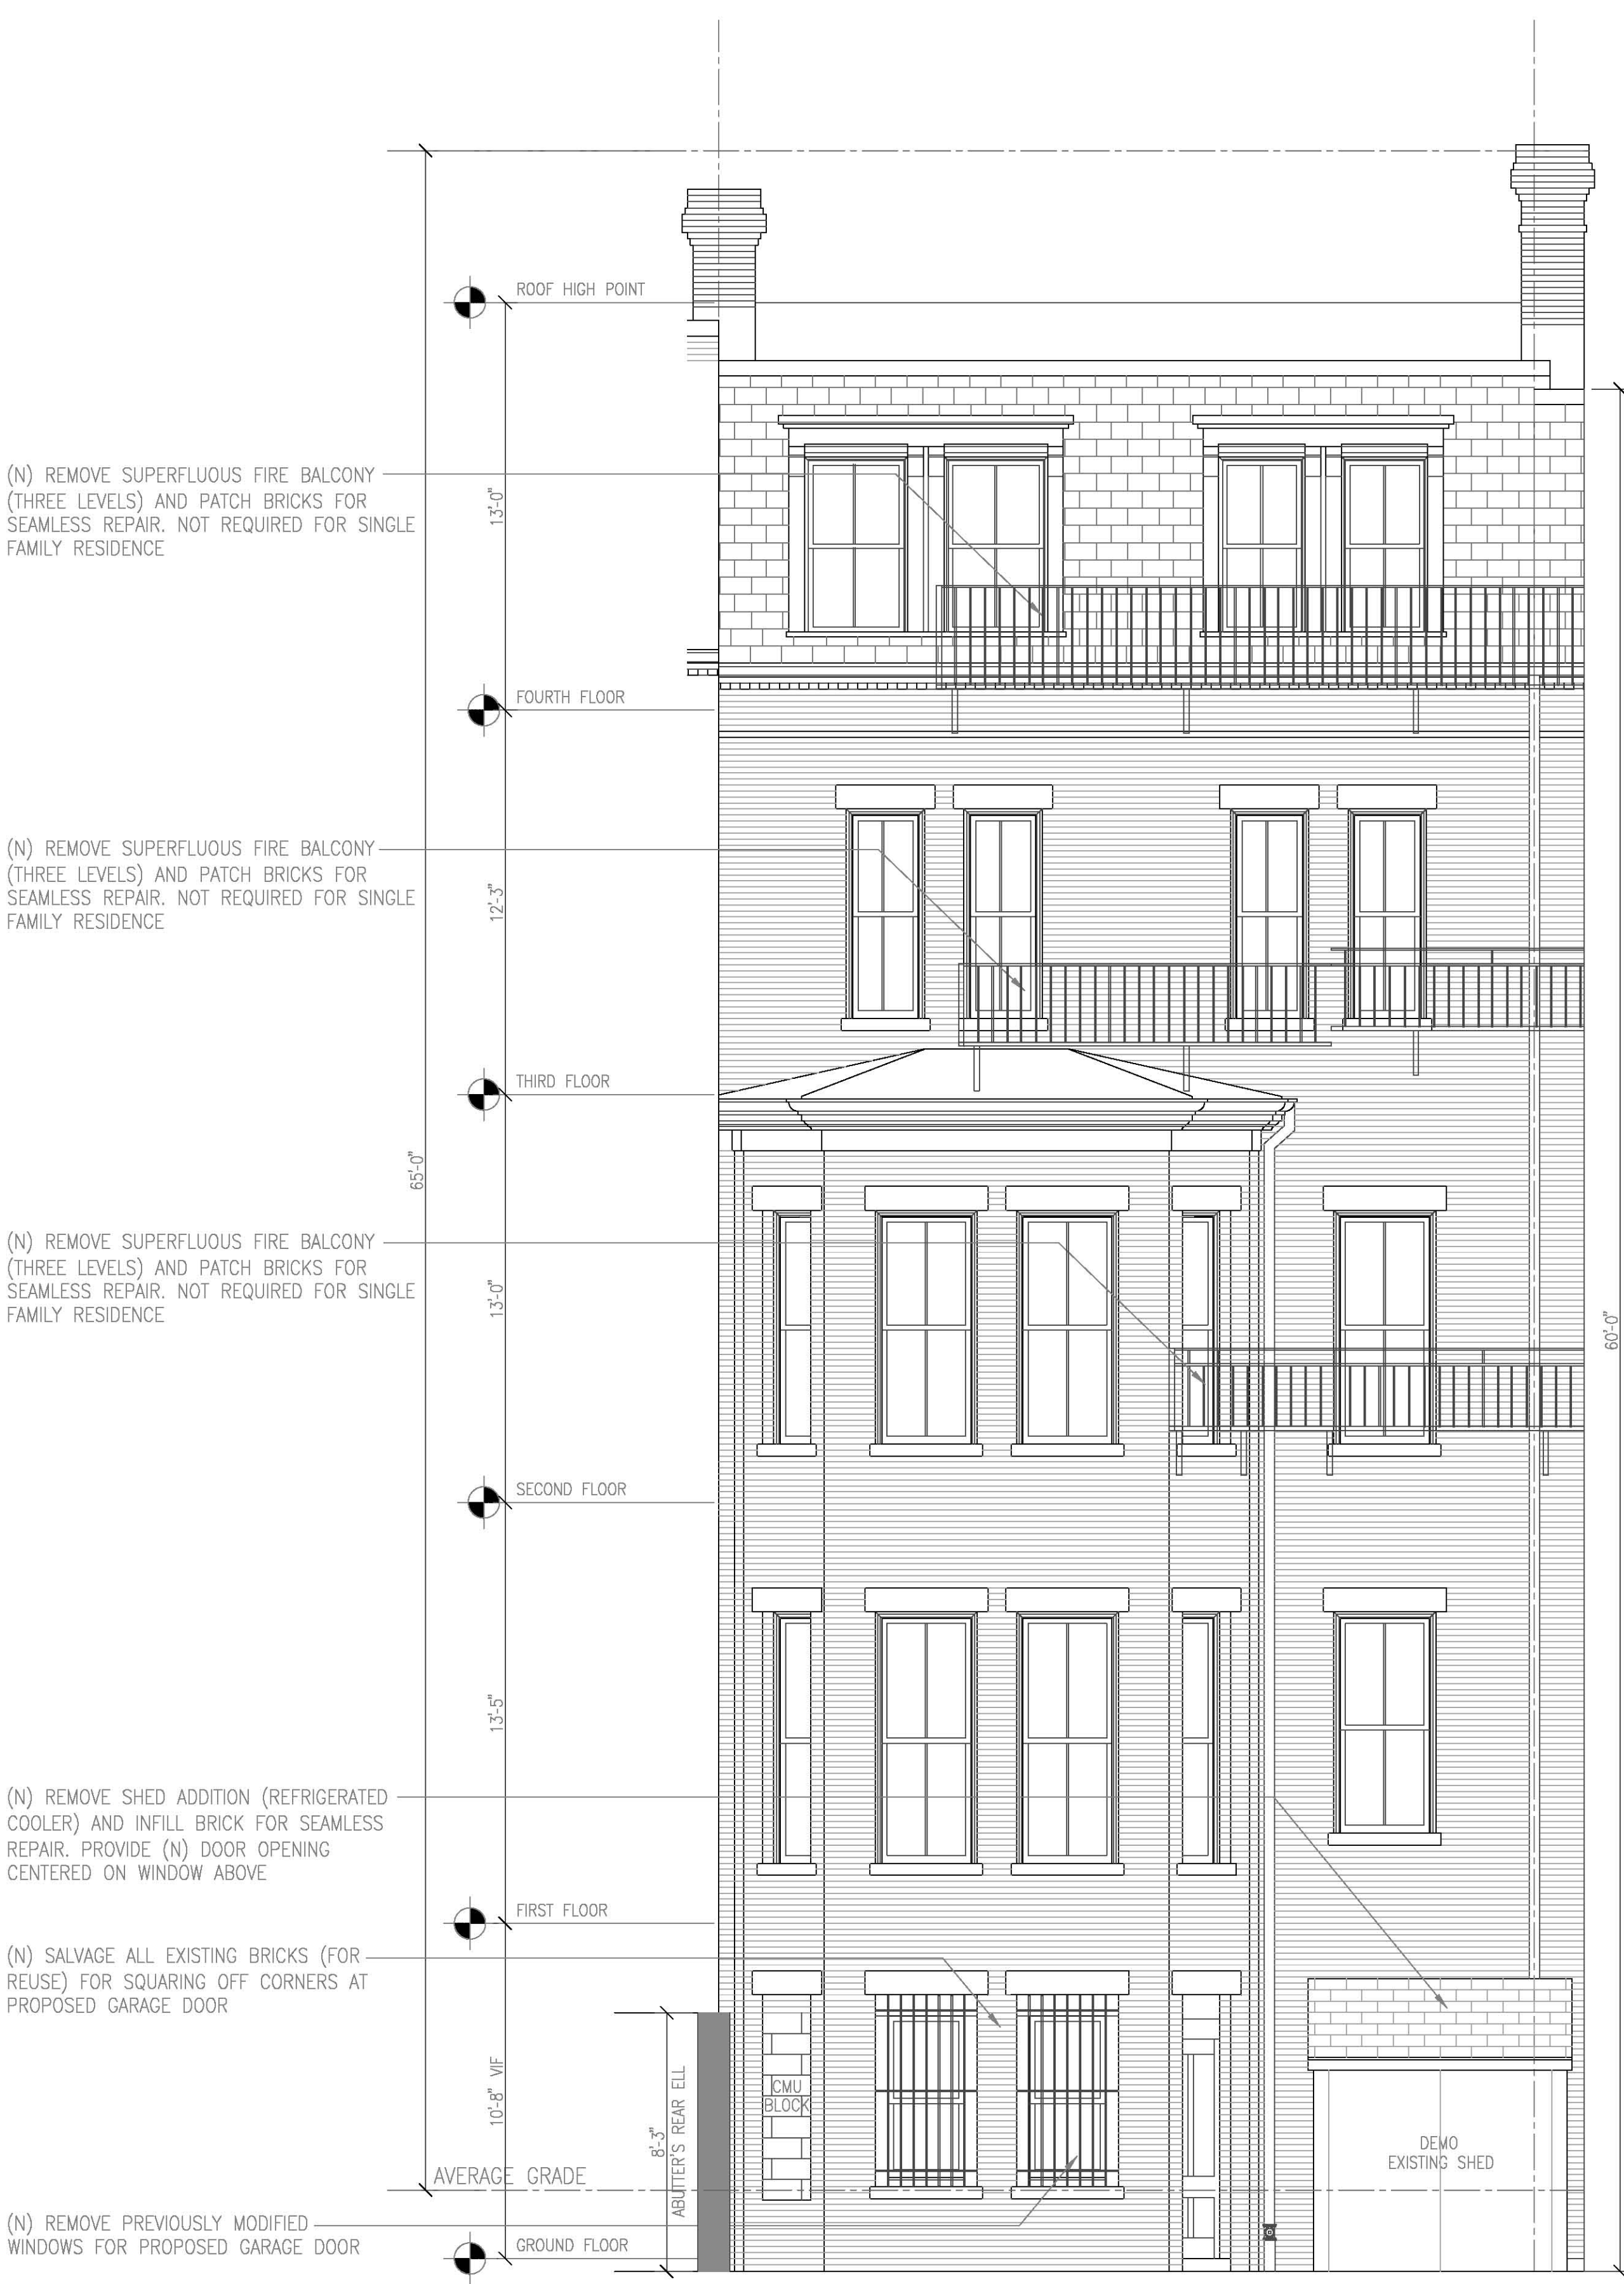 ROOF HIGH POINT
(N) REMOVE SUPERFLUOUS FIRE BALCONY
(THREE LEVELS) AND PATCH BRICKS FOR
SEAMLESS REPAIR. NOT REQUIRED FOR SINGLE
FAMILY RESIDENCE
13'-0"
FOURTH FLOOR
(N) REMOVE SUPERFLUOUS FIRE BALCONY
(THREE LEVELS) AND PATCH BRICKS FOR
SEAMLESS REPAIR. NOT REQUIRED FOR SINGLE
FAMILY RESIDENCE
12'-3"
THIRD FLOOR
65'-0"
(N) REMOVE SUPERFLUOUS FIRE BALCONY
(THREE LEVELS) AND PATCH BRICKS FOR
SEAMLESS REPAIR. NOT REQUIRED FOR SINGLE
FAMILY RESIDENCE
13'-0"
60'-0"
SECOND FLOOR
13'-5"
(N) REMOVE SHED ADDITION (REFRIGERATED
COOLER) AND INFILL BRICK FOR SEAMLESS
REPAIR. PROVIDE (N) DOOR OPENING
CENTERED ON WINDOW ABOVE
FIRST FLOOR
(N) SALVAGE ALL EXISTING BRICKS (FOR
REUSE) FOR SQUARING OFF CORNERS AT
PROPOSED GARAGE DOOR
10'-8" VIF
8'-3"
ABUTTER'S REAR ELL
CMU
BLOCK
DEMO
EXISTING SHED
AVERAGE GRADE
(N) REMOVE PREVIOUSLY MODIFIED
WINDOWS FOR PROPOSED GARAGE DOOR
GROUND FLOOR